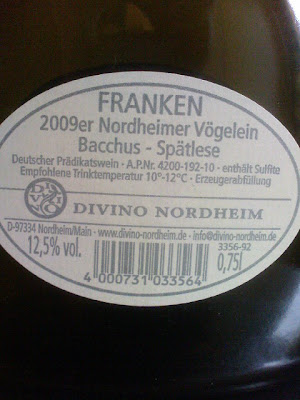 FRANKEN
2009er Nordheimer Vögelein
Bacchus - Spätlese
Deutscher Prädikatswein · A.P.Nr. 4200-192-10 · enthält Sulfite
Empfohlene Trinktemperatur 10°-12°C · Erzeugerabfüllung
DIVINO
DIVINO NORDHEIM
D-97334 Nordheim/Main · www.divino-nordheim.de · info@divino-nordheim.de
3356-92
12,5% vol.
0,75l
4 000731 033564